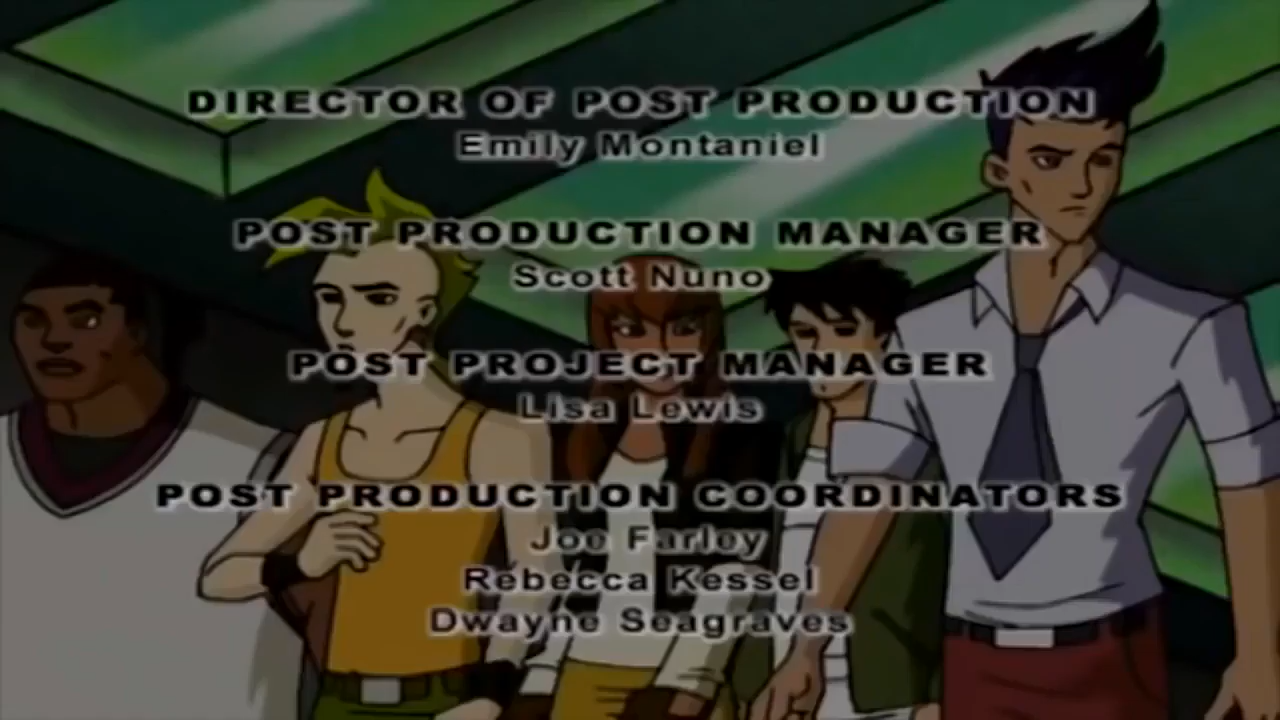 DIRECTOR OF POST PRODUCTION
Emily Montaniel
POST PRODUCTION MANAGER
Scott Nuno
POST PROJECT MANAGER
Lisa Lewis
POST PRODUCTION COORDINATORS
Joe Farley
Rebecca Kessel
Dwayne Seagraves